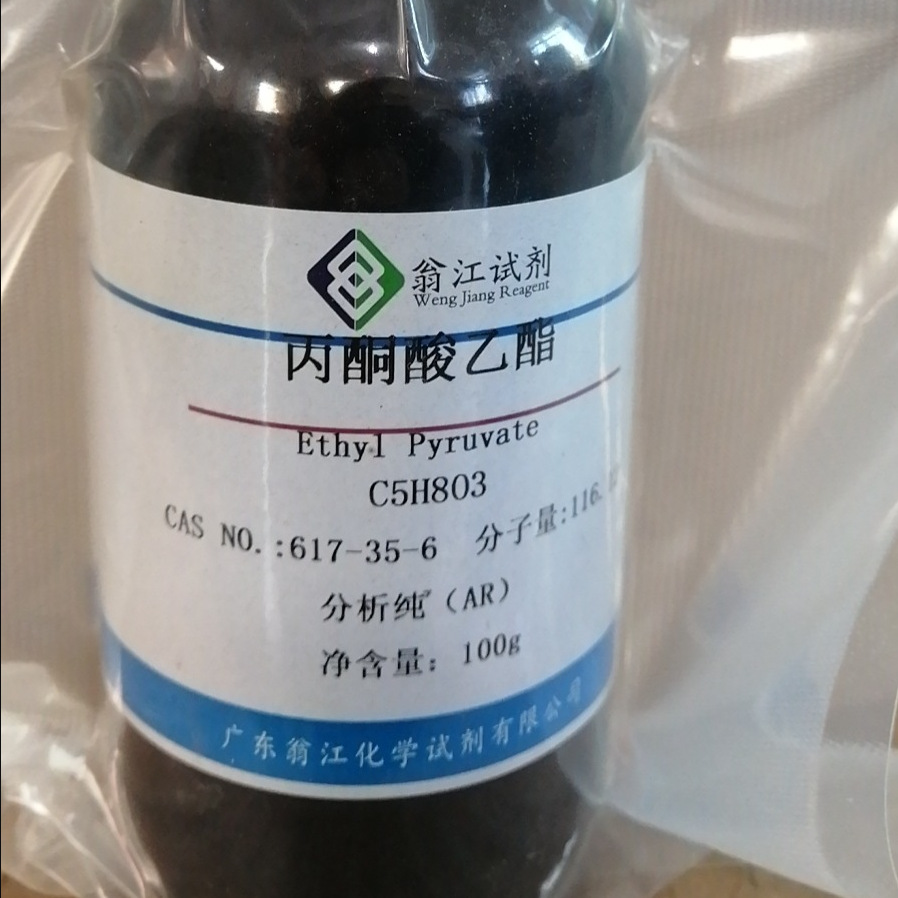 翁江试剂
Weng Jiang Reagent
丙酮酸乙酯
Ethyl Pyruvate
C5H8O3
CAS NO.:617-35-6 分子量:116.
分析纯（AR）
净含量：100g
广东翁江化学试剂有限公司